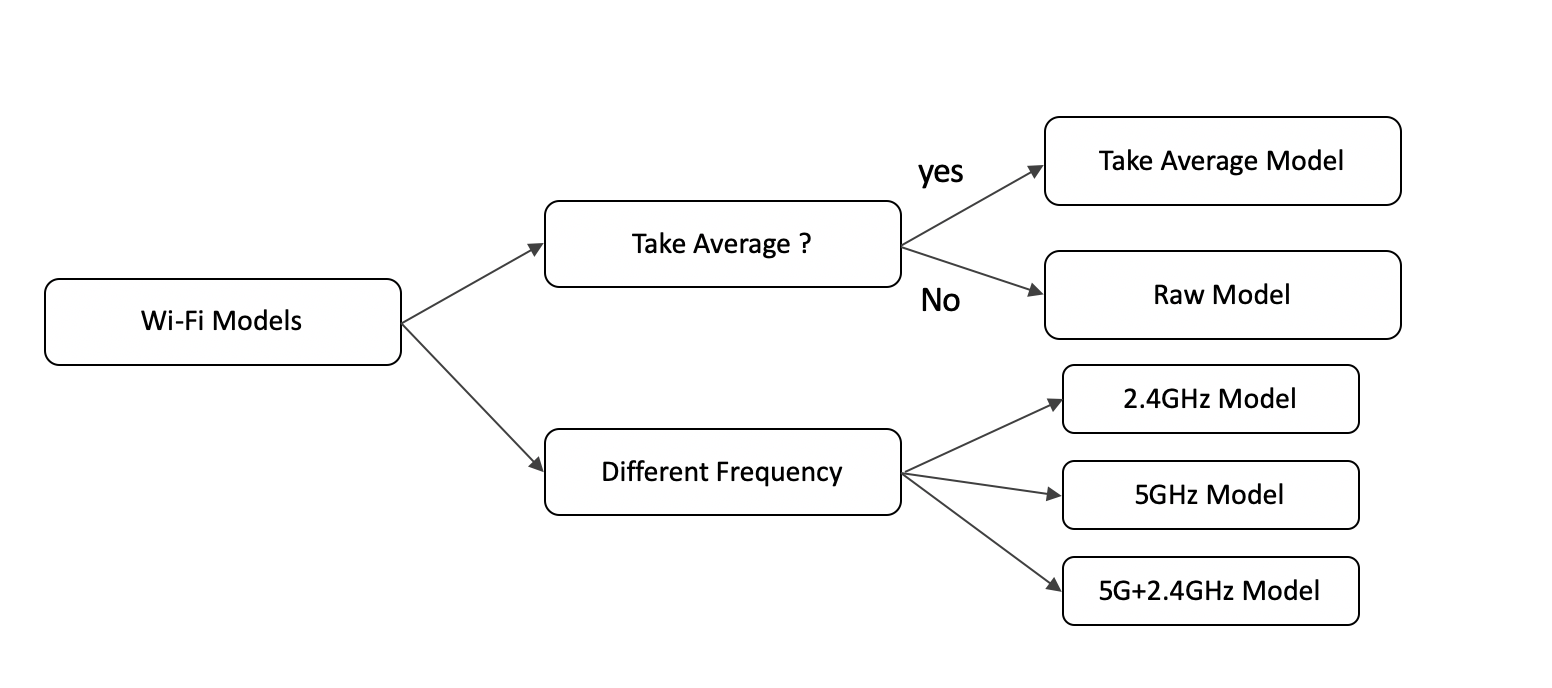 Wi-Fi Models
Take Average ?
yes
No
Take Average Model
Raw Model
Different Frequency
2.4GHz Model
5GHz Model
5G+2.4GHz Model